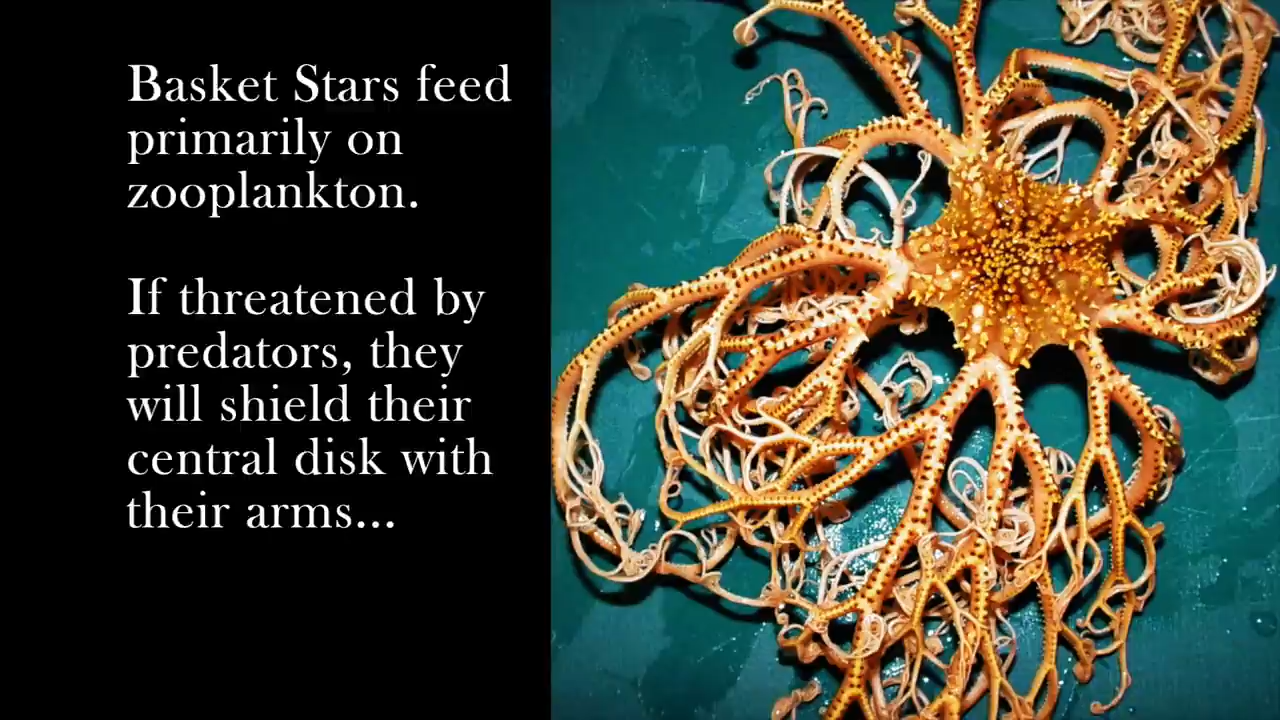 Basket Stars feed
primarily on
zooplankton.
If threatened by
predators, they
will shield their
central disk with
their arms...